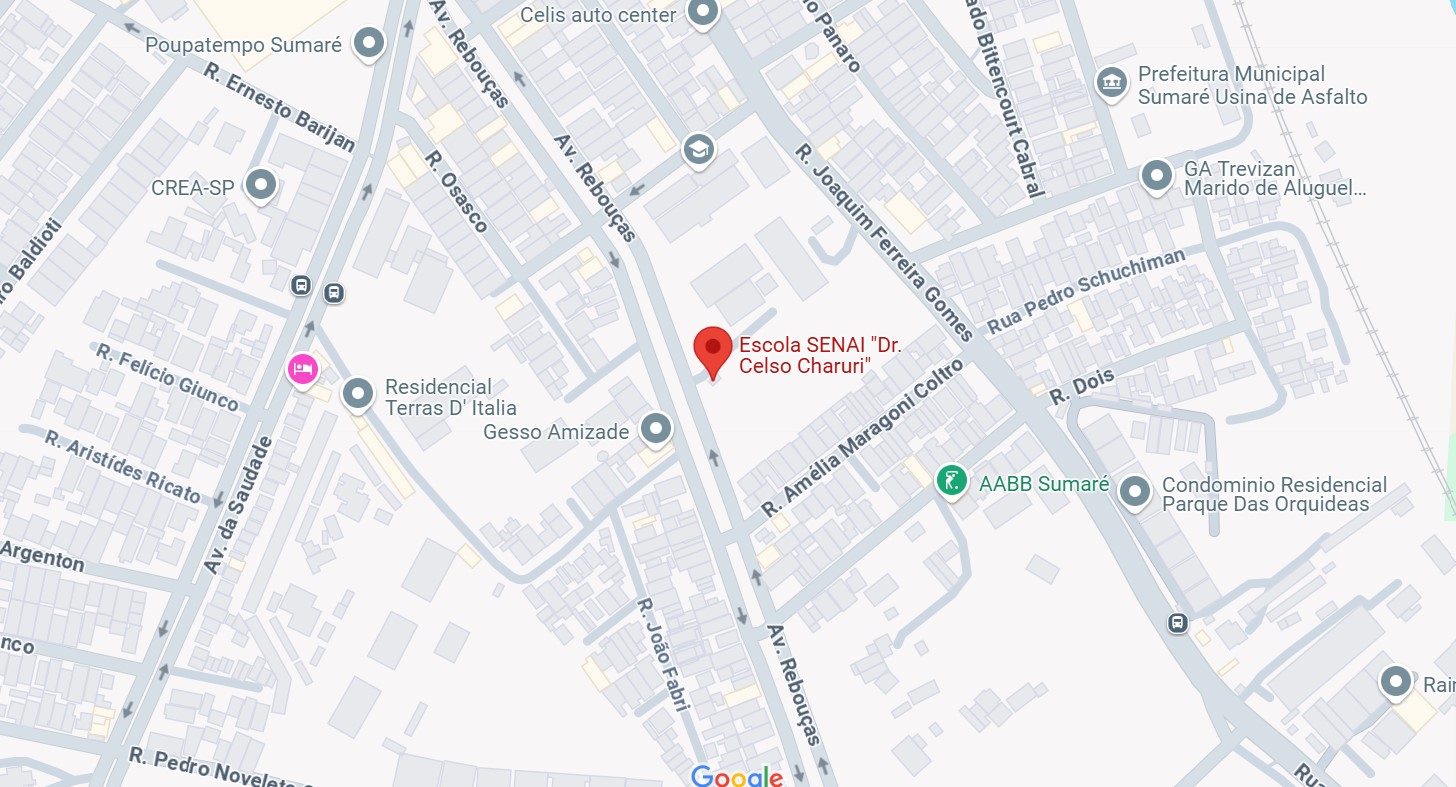 Celis auto center
Poupatempo Sumaré
Av. Rebouças
Panaro
Bittencourt Cabral
Prefeitura Municipal
Sumaré Usina de Asfalto
R. Ernesto Barijan
Av. Rebouças
R. Osasco
R. Joaquim Ferreira Gomes
CREA-SP
GA Trevizan
Marido de Aluguel...
Baldioti
Rua Pedro Schuchiman
Escola SENAI "Dr.
Celso Charuri"
R. Felício Giunco
Residencial
Terras D' Italia
R. Dois
Gesso Amizade
R. Amélia Maragoni Coltro
R. Aristídes Ricato
AABB Sumaré
Condominio Residencial
Parque Das Orquideas
Av. da Saudade
Argenton
R. João Fabri
Av. Rebouças
nco
Rair
R. Pedro Novelet
Rua
Google